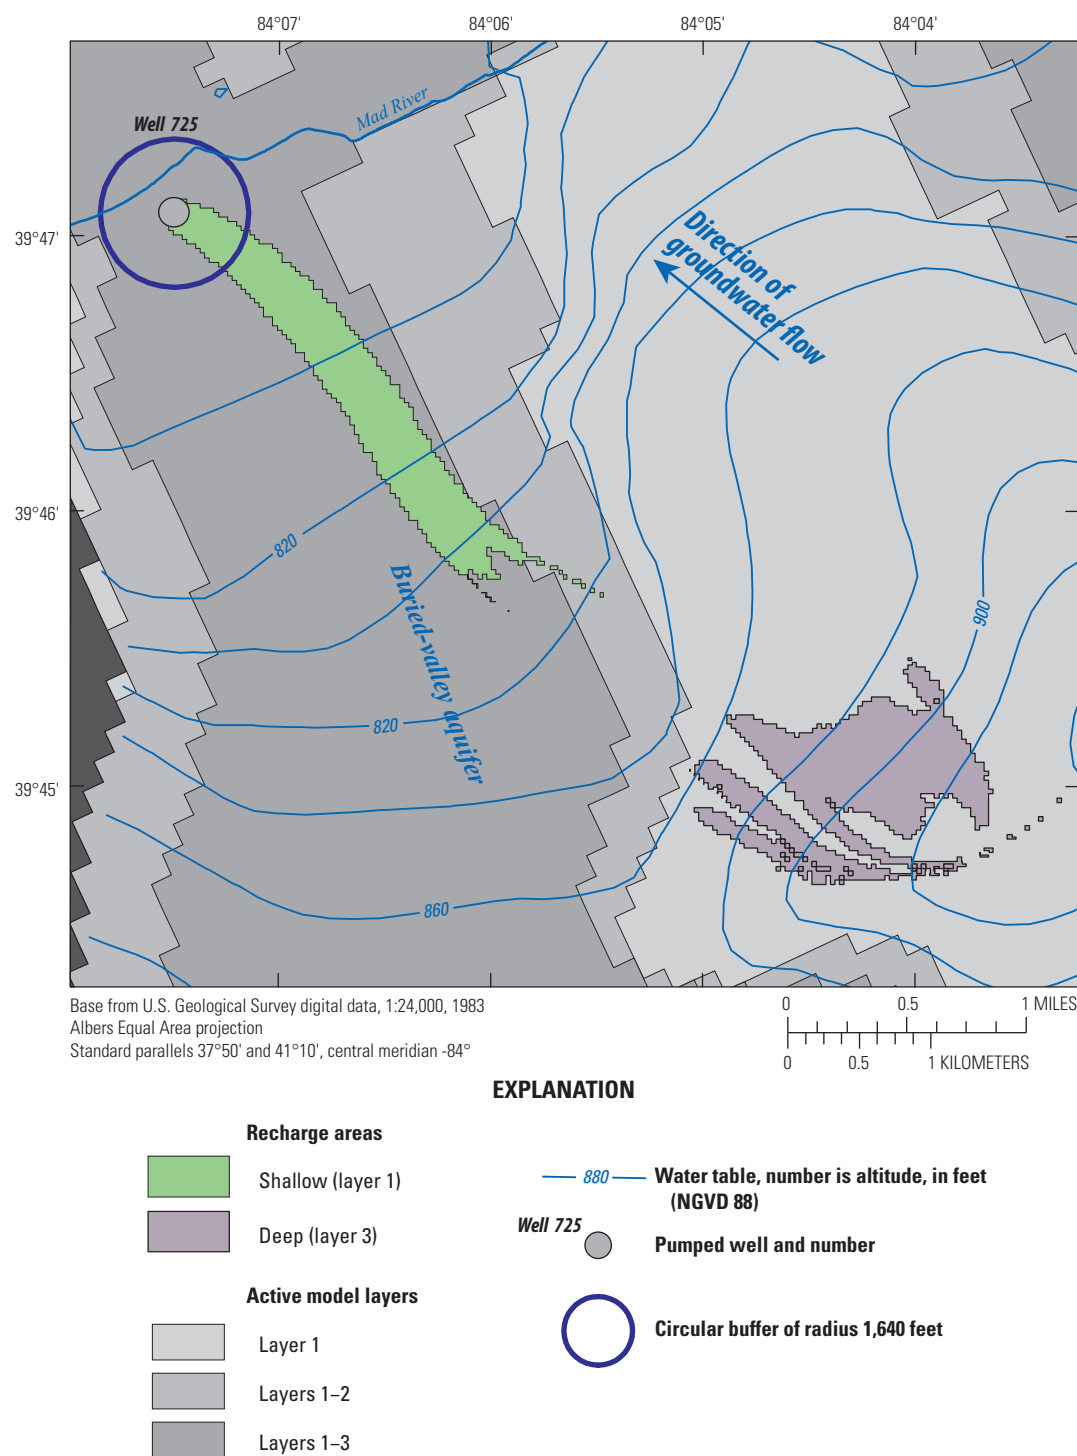 84°07'
84°06'
84°05'
84°04'
Mad River
Well 725
39°47'
Direction of
groundwater flow
39°46'
820
Buried-valley aquifer
900
820
39°45'
860
Base from U.S. Geological Survey digital data, 1:24,000, 1983
Albers Equal Area projection
Standard parallels 37°50' and 41°10', central meridian -84°
0 0.5 1 MILES
0 0.5 1 KILOMETERS
EXPLANATION
Recharge areas
Shallow (layer 1)
Deep (layer 3)
Active model layers
Layer 1
Layers 1–2
Layers 1–3
880
Water table, number is altitude, in feet
(NGVD 88)
Well 725
Pumped well and number
Circular buffer of radius 1,640 feet